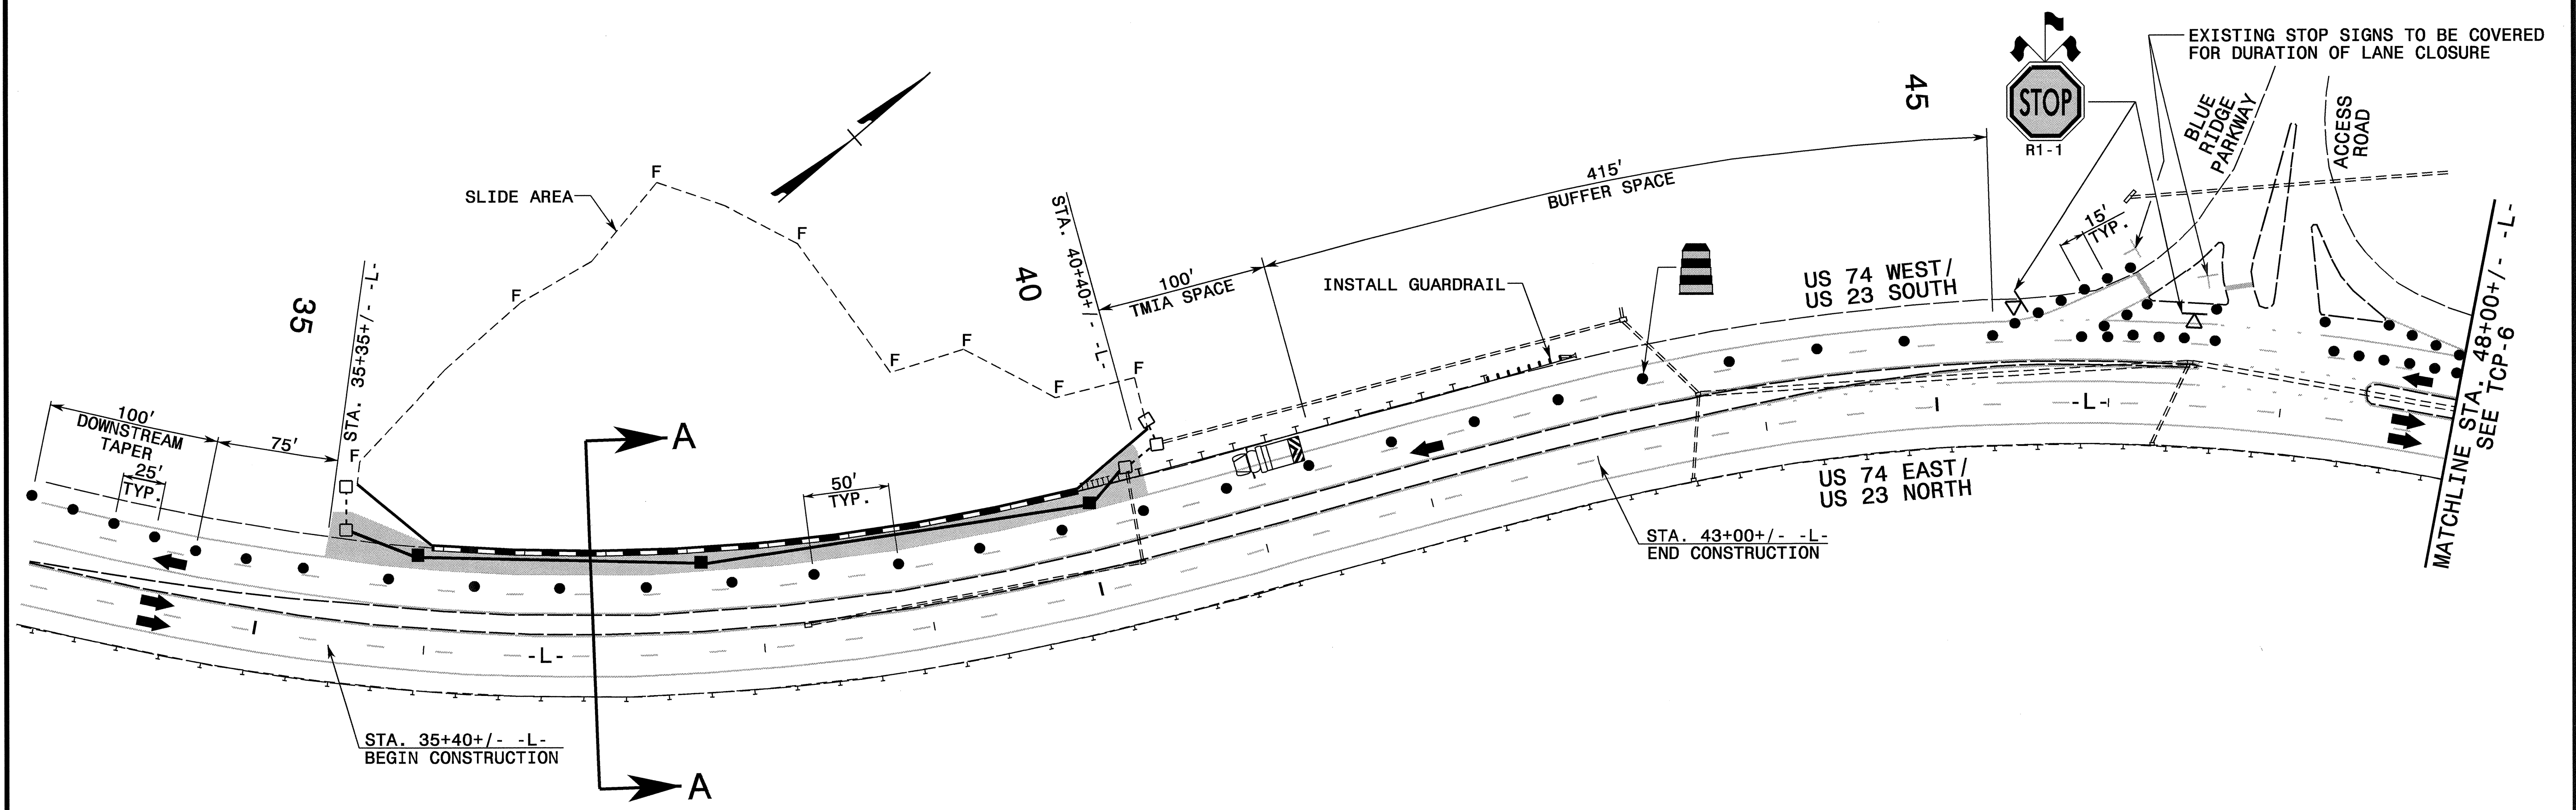 EXISTING STOP SIGNS TO BE COVERED
FOR DURATION OF LANE CLOSURE
STOP
R1-1
45
BLUE
RIDGE
PARKWAY
ACCESS
ROAD
15'
TYP.
415'
BUFFER SPACE
SLIDE AREA
F
F
F
F
F
F
F
F
STA. 40+40+/- -L-
40
100'
TMIA SPACE
INSTALL GUARDRAIL
US 74 WEST/
US 23 SOUTH
MATCHLINE STA. 48+00+/- -L-
SEE TCP-6
35
STA. 35+35+/- -L-
100'
DOWNSTREAM
TAPER
75'
25'
TYP.
A
50'
TYP.
-L-
US 74 EAST/
US 23 NORTH
STA. 43+00+/- -L-
END CONSTRUCTION
-L-
STA. 35+40+/- -L-
BEGIN CONSTRUCTION
A